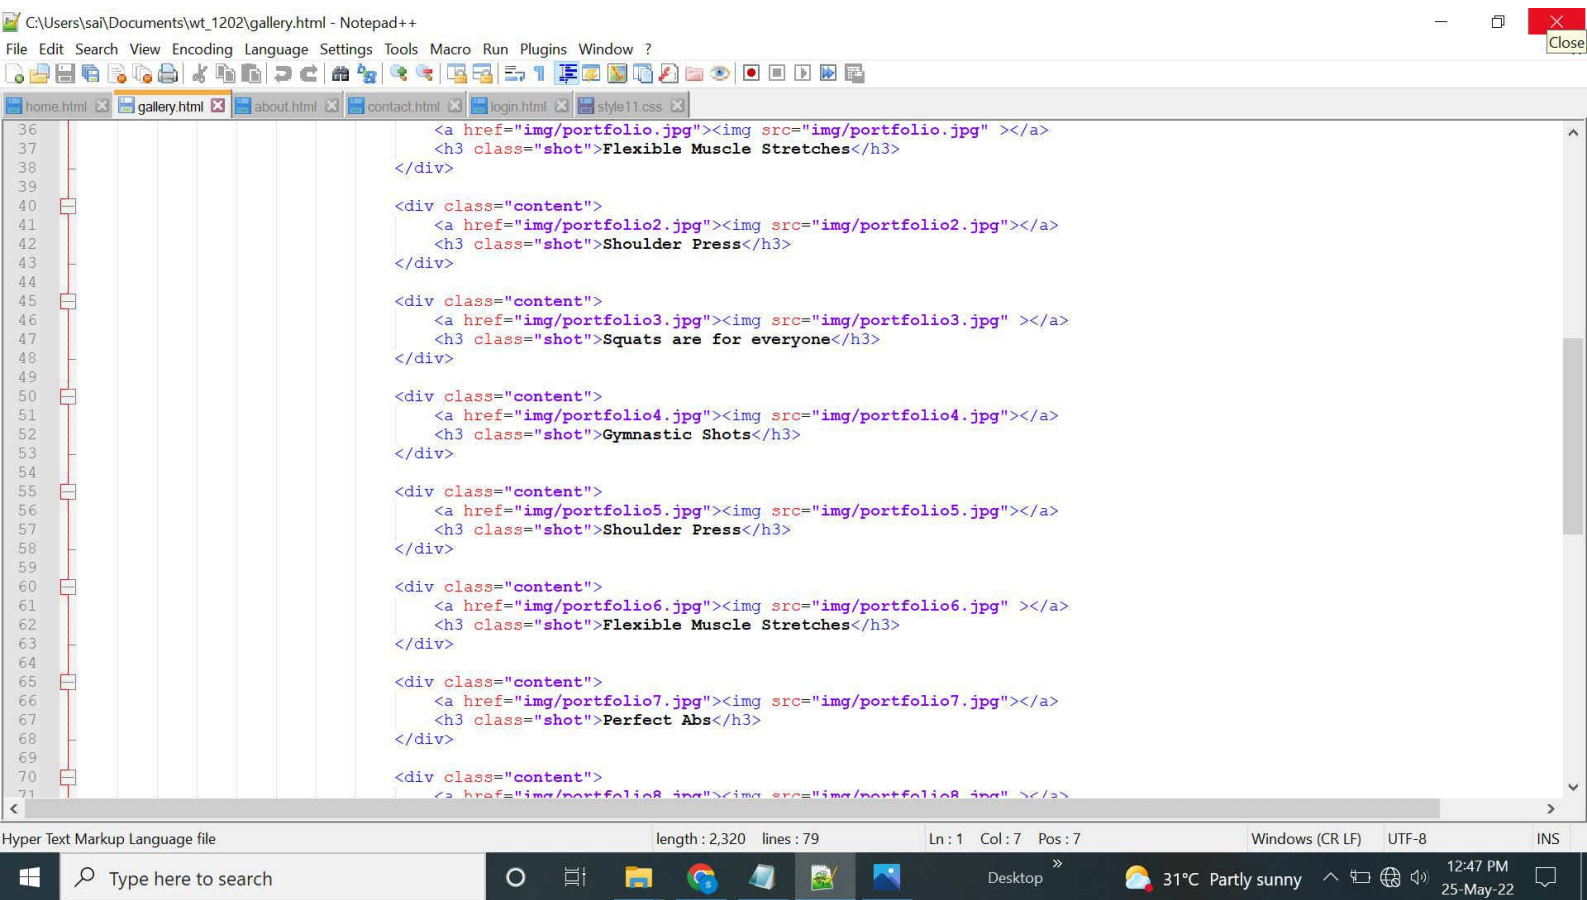 C:\Users\sai\Documents\wt_1202\gallery.html - Notepad++
Close
File Edit Search View Encoding Language Settings Tools Macro Run Plugins Window ?
home.html gallery.html about.html contact.html login.html style11.css
36 <a href="img/portfolio.jpg"><img src="img/portfolio.jpg" ></a>
37 <h3 class="shot">Flexible Muscle Stretches</h3>
38 </div>
39
40 <div class="content">
41 <a href="img/portfolio2.jpg"><img src="img/portfolio2.jpg"></a>
42 <h3 class="shot">Shoulder Press</h3>
43 </div>
44
45 <div class="content">
46 <a href="img/portfolio3.jpg"><img src="img/portfolio3.jpg" ></a>
47 <h3 class="shot">Squats are for everyone</h3>
48 </div>
49
50 <div class="content">
51 <a href="img/portfolio4.jpg"><img src="img/portfolio4.jpg"></a>
52 <h3 class="shot">Gymnastic Shots</h3>
53 </div>
54
55 <div class="content">
56 <a href="img/portfolio5.jpg"><img src="img/portfolio5.jpg"></a>
57 <h3 class="shot">Shoulder Press</h3>
58 </div>
59
60 <div class="content">
61 <a href="img/portfolio6.jpg"><img src="img/portfolio6.jpg" ></a>
62 <h3 class="shot">Flexible Muscle Stretches</h3>
63 </div>
64
65 <div class="content">
66 <a href="img/portfolio7.jpg"><img src="img/portfolio7.jpg"></a>
67 <h3 class="shot">Perfect Abs</h3>
68 </div>
69
70 <div class="content">
71 <a href="img/portfolio8.jpg"><img src="img/portfolio8.jpg" ></a>
Hyper Text Markup Language file length : 2,320 lines : 79 Ln : 1 Col : 7 Pos : 7 Windows (CR LF) UTF-8 INS
Type here to search Desktop 31°C Partly sunny 12:47 PM
25-May-22